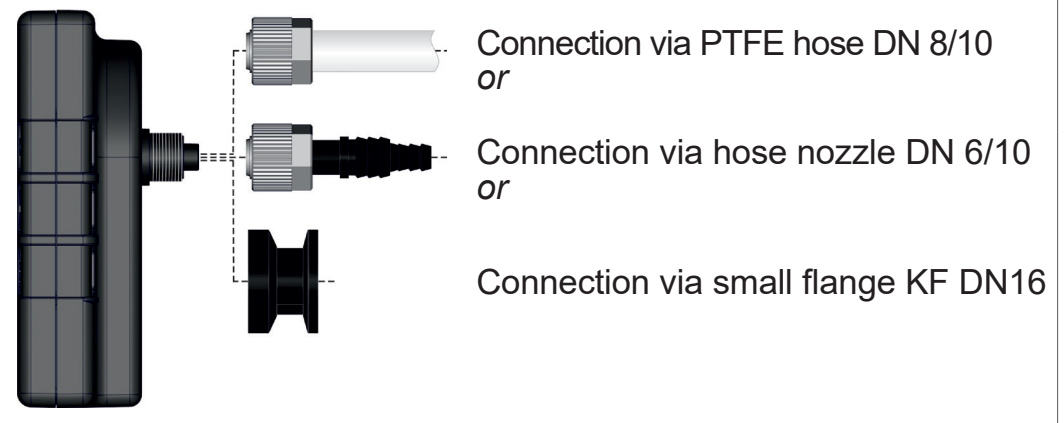 Connection via PTFE hose DN 8/10
or
Connection via hose nozzle DN 6/10
or
Connection via small flange KF DN16